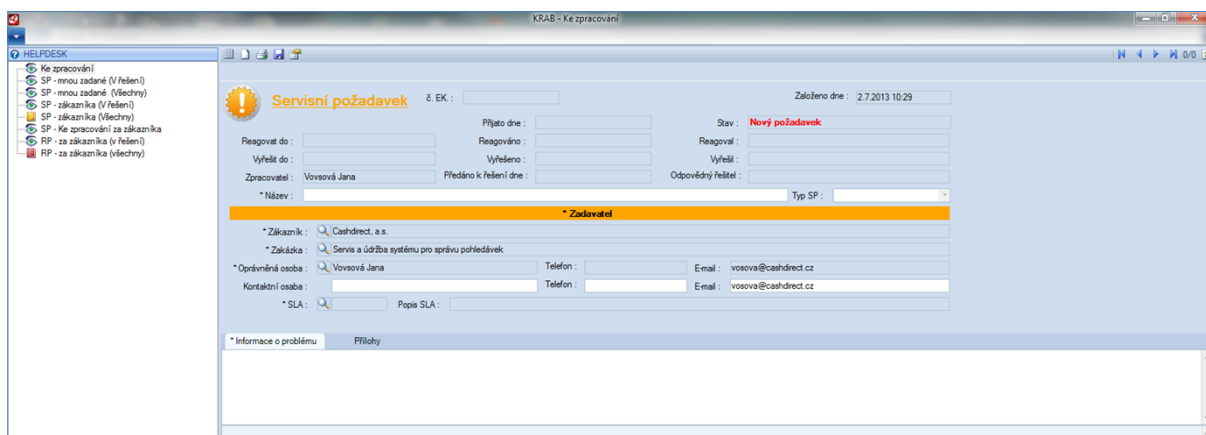 KRAB - Ke zpracování
HELPDESK
0/0
Ke zpracování
SP - mnou zadané (V řešení)
SP - mnou zadané (Všechny)
SP - zákazníka (V řešení)
SP - zákazníka (Všechny)
SP - Ke zpracování za zákazníka
RP - za zákazníka (v řešení)
RP - za zákazníka (všechny)
Servisní požadavek č. EK. : Založeno dne : 2.7.2013 10:29
Přijato dne : Stav : Nový požadavek
Reagovat do : Reagováno : Reagoval :
Vyřešit do : Vyřešeno : Vyřešil :
Zpracovatel : Vovsová Jana Předáno k řešení dne : Odpovědný řešitel :
* Název : Typ SP :
* Zadavatel
* Zákazník : Cashdirect, a.s.
* Zakázka : Servis a údržba systému pro správu pohledávek
* Oprávněná osoba : Vovsová Jana Telefon : E-mail : vosova@cashdirect.cz
Kontaktní osaba : Telefon : E-mail : vosova@cashdirect.cz
* SLA : Popis SLA :
* Informace o problému Přílohy